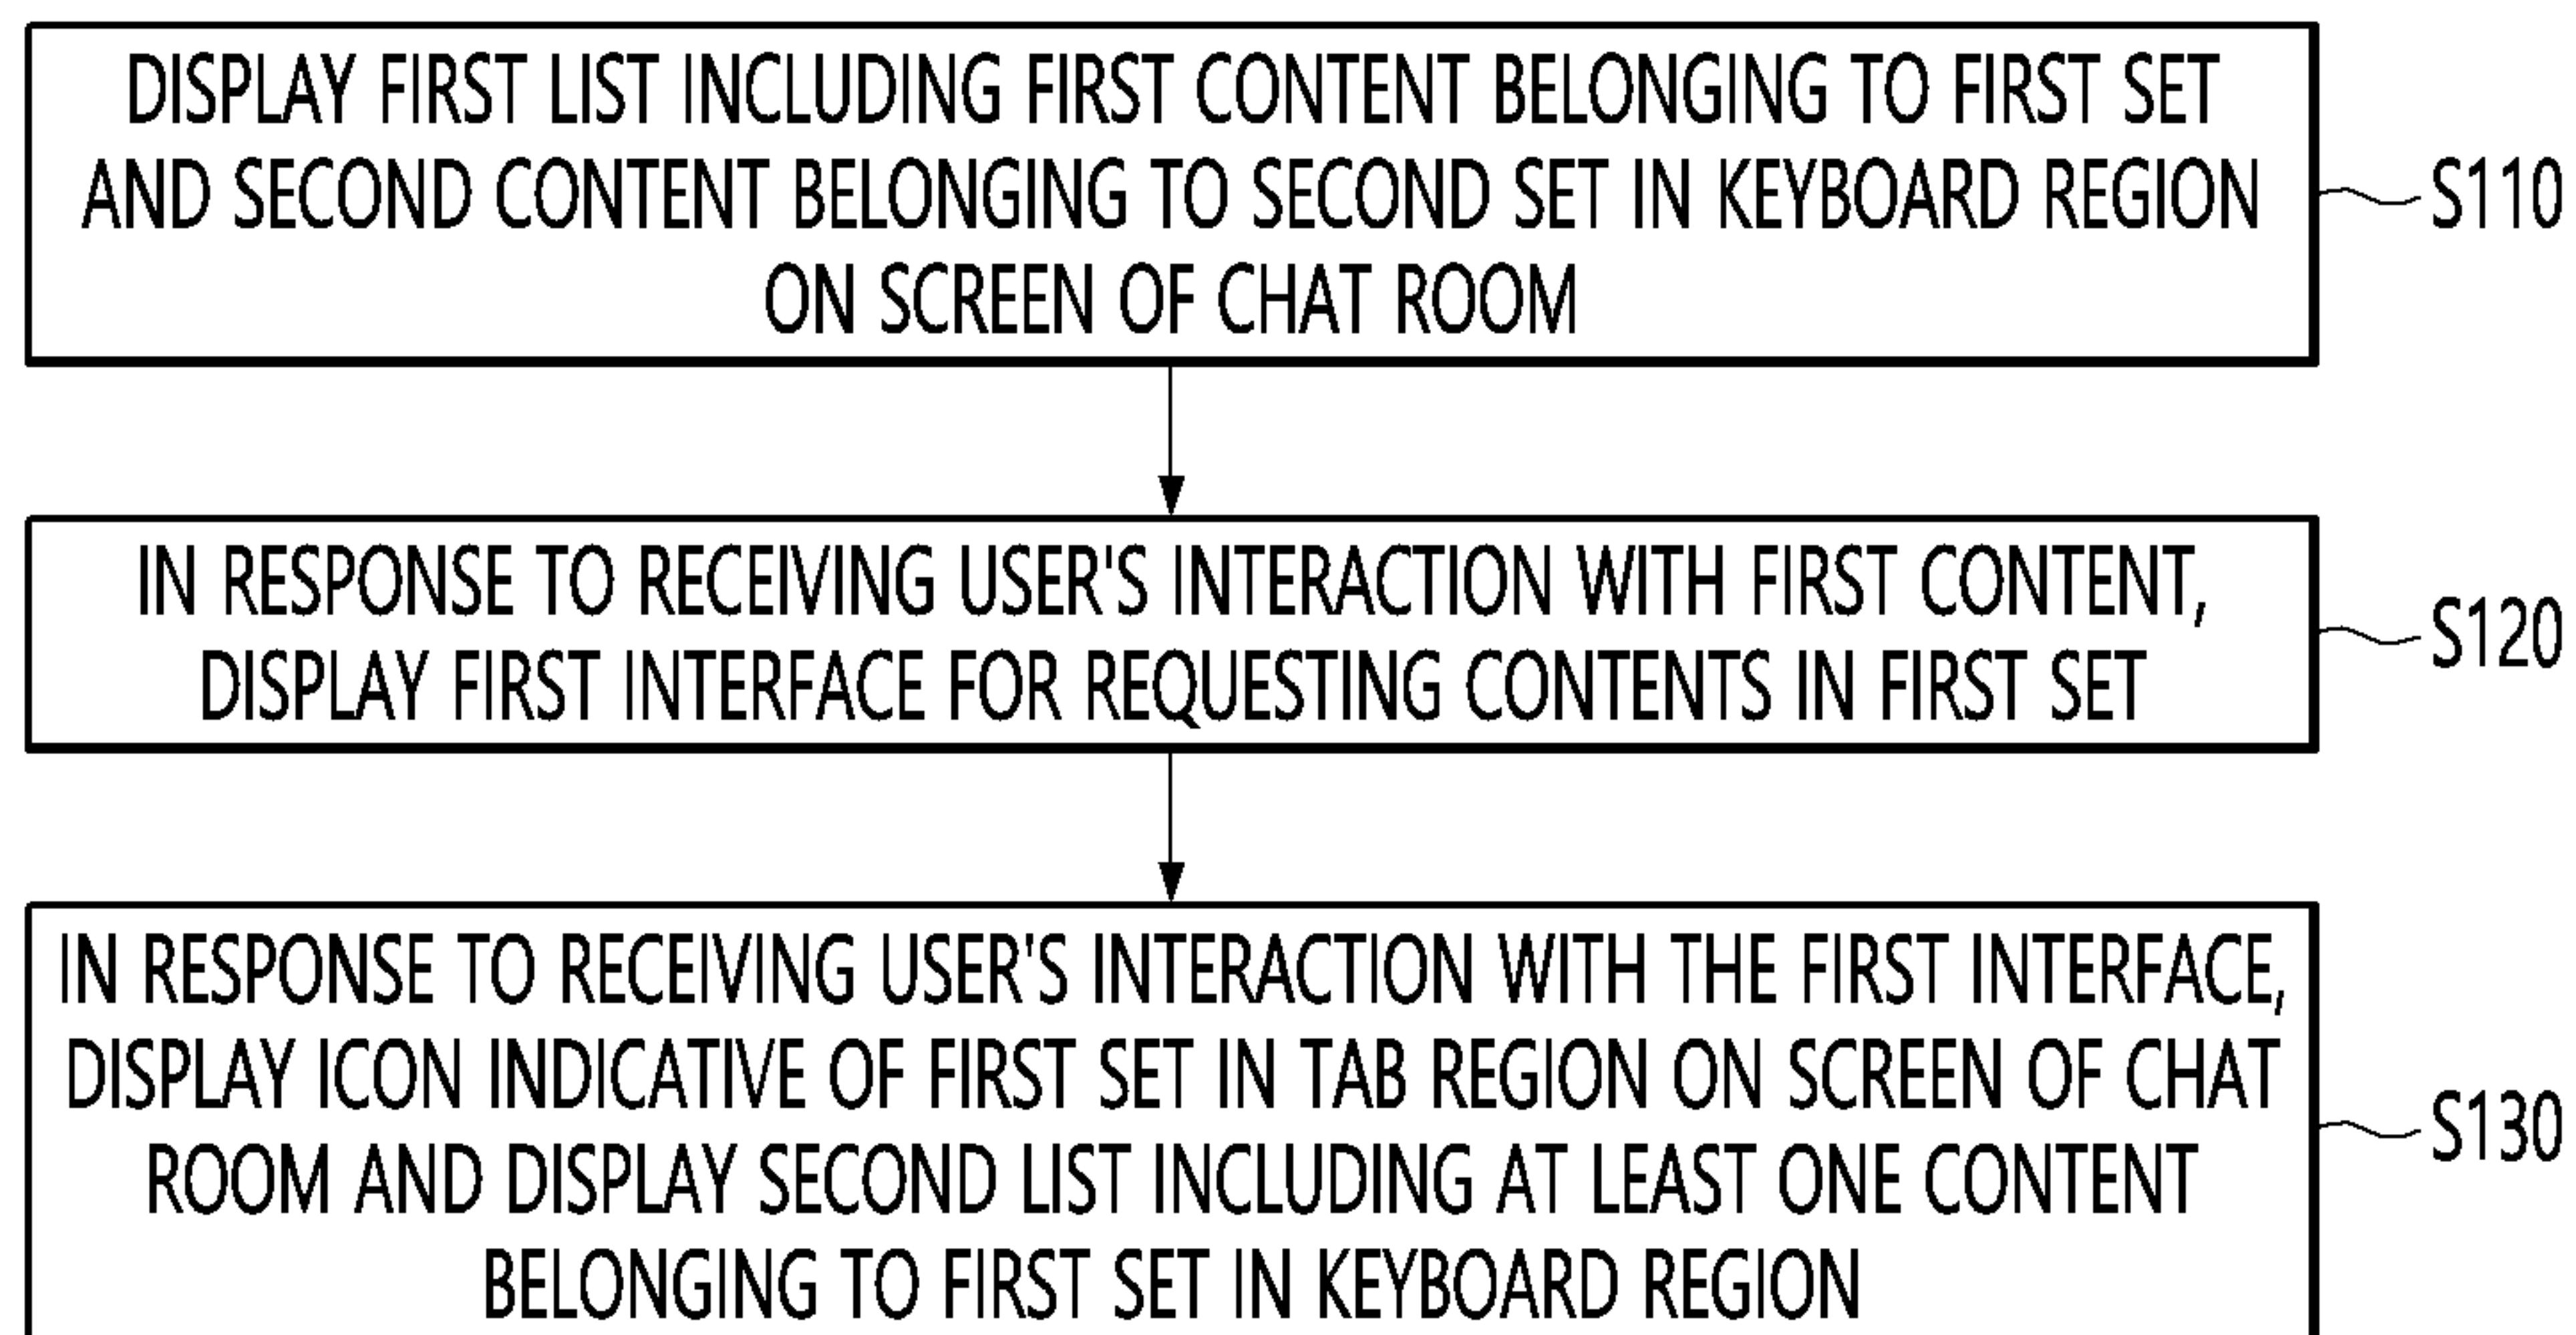 DISPLAY FIRST LIST INCLUDING FIRST CONTENT BELONGING TO FIRST SET
AND SECOND CONTENT BELONGING TO SECOND SET IN KEYBOARD REGION
ON SCREEN OF CHAT ROOM
S110
IN RESPONSE TO RECEIVING USER'S INTERACTION WITH FIRST CONTENT,
DISPLAY FIRST INTERFACE FOR REQUESTING CONTENTS IN FIRST SET
S120
IN RESPONSE TO RECEIVING USER'S INTERACTION WITH THE FIRST INTERFACE,
DISPLAY ICON INDICATIVE OF FIRST SET IN TAB REGION ON SCREEN OF CHAT
ROOM AND DISPLAY SECOND LIST INCLUDING AT LEAST ONE CONTENT
BELONGING TO FIRST SET IN KEYBOARD REGION
S130